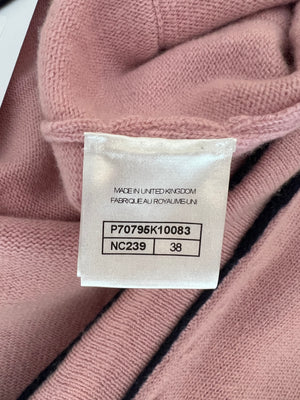 MADE IN UNITED KINGDOM
FABRIQUE AU ROYAUME-UNI
P70795K10083
NC239 38